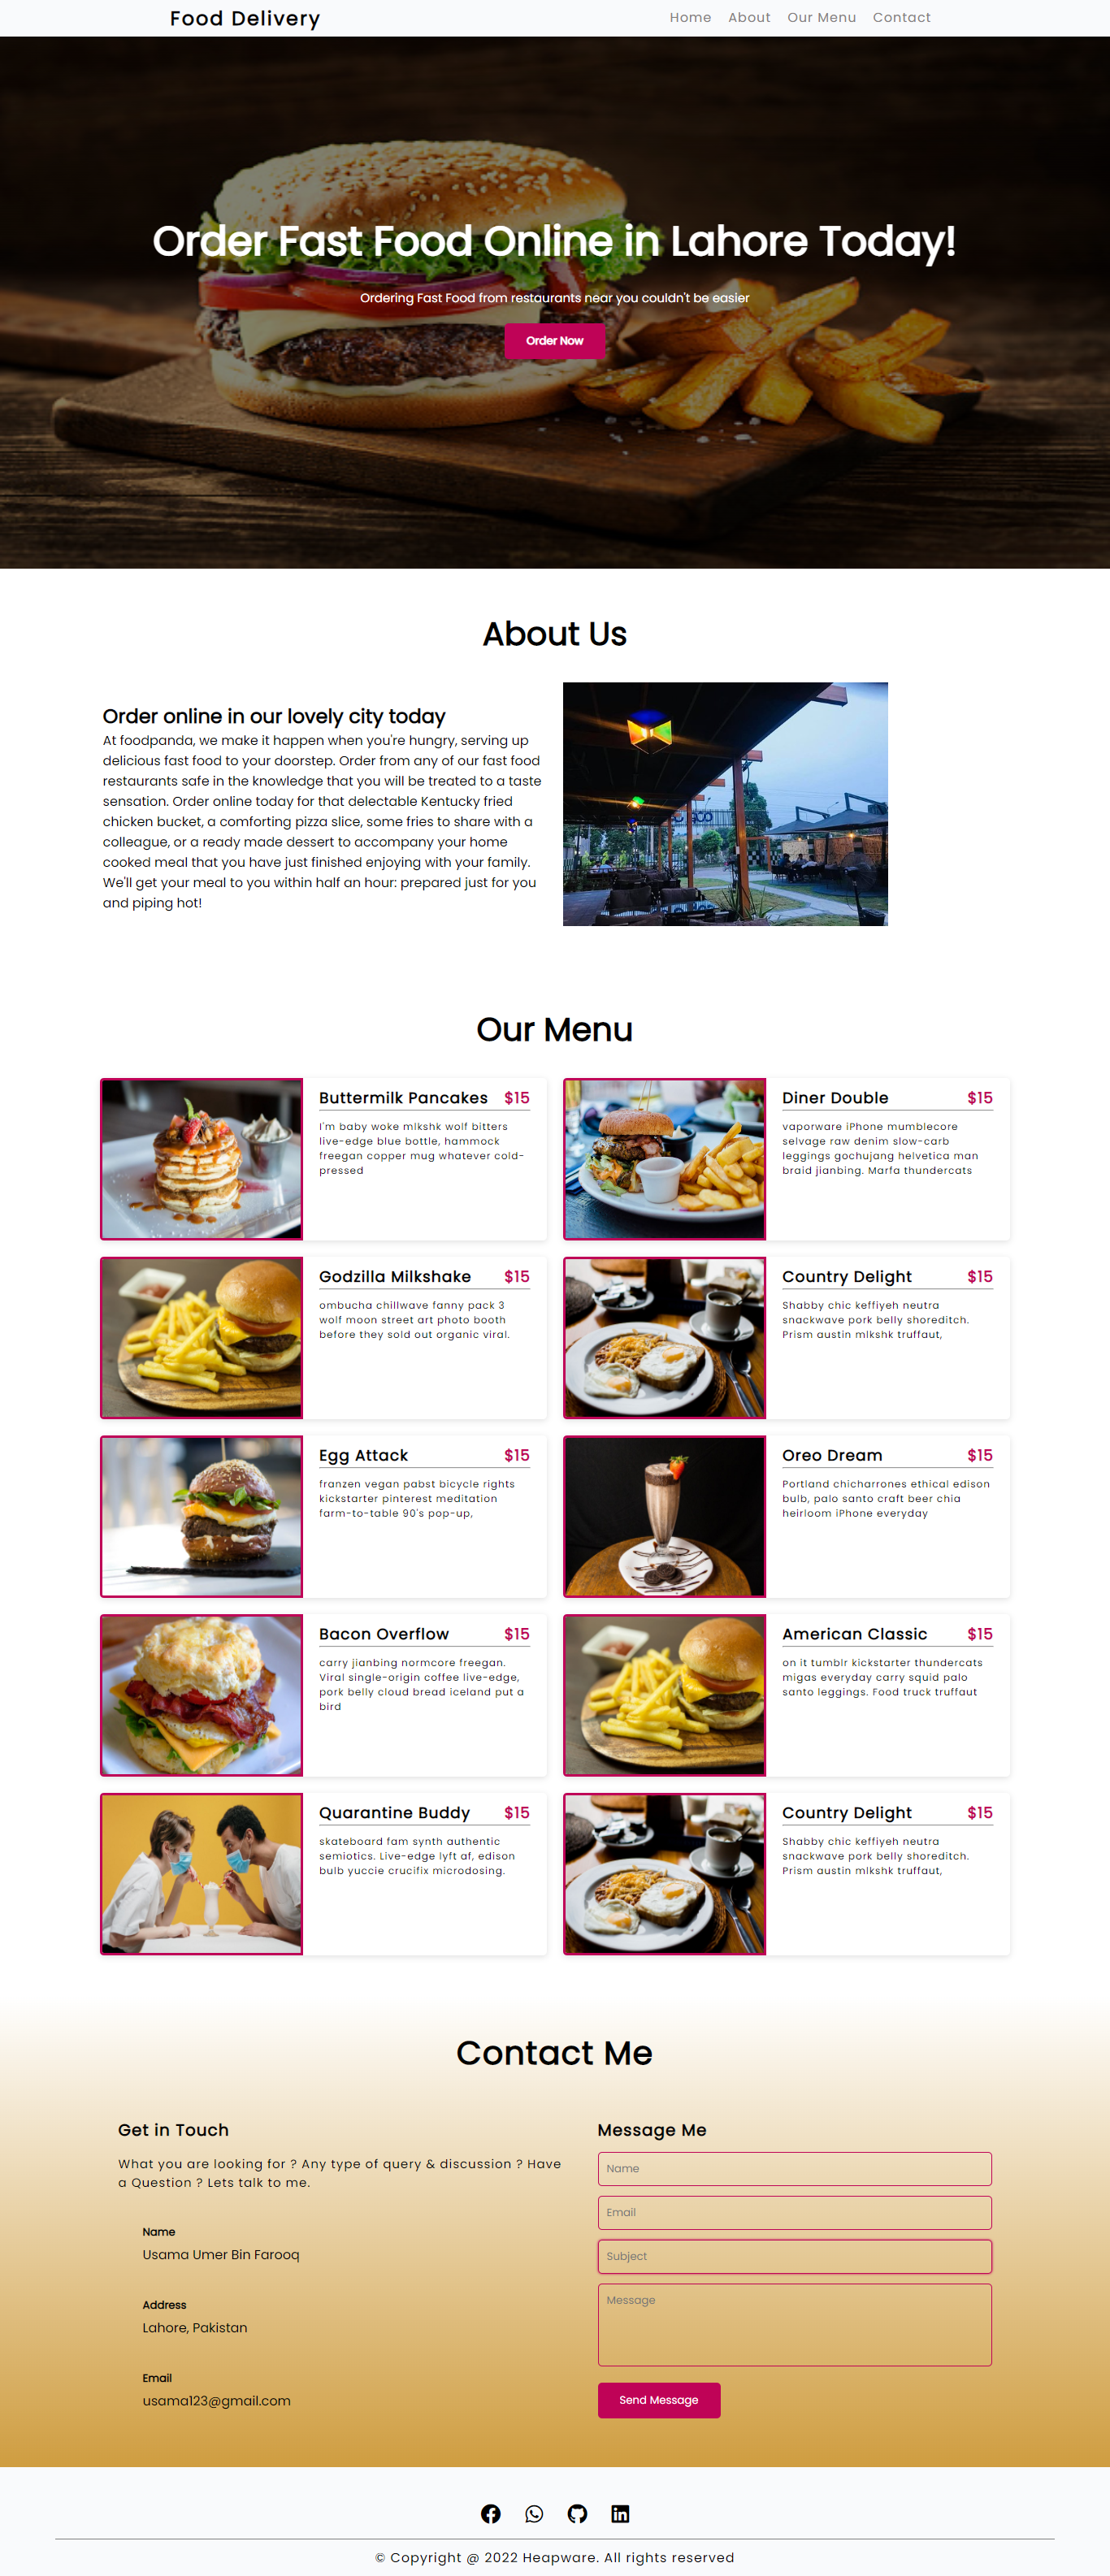 Food Delivery
Home About Our Menu Contact
Order Fast Food Online in Lahore Today!
Ordering Fast Food from restaurants near you couldn't be easier
Order Now
About Us
Order online in our lovely city today
At foodpanda, we make it happen when you're hungry, serving up
delicious fast food to your doorstep. Order from any of our fast food
restaurants safe in the knowledge that you will be treated to a taste
sensation. Order online today for that delectable Kentucky fried
chicken bucket, a comforting pizza slice, some fries to share with a
colleague, or a ready made dessert to accompany your home
cooked meal that you have just finished enjoying with your family.
We'll get your meal to you within half an hour: prepared just for you
and piping hot!
Our Menu
Buttermilk Pancakes $15
I'm baby woke mlkshk wolf bitters
live-edge blue bottle, hammock
freegan copper mug whatever cold-
pressed
Diner Double $15
vaporware iPhone mumblecore
selvage raw denim slow-carb
leggings gochujang helvetica man
braid jianbing. Marfa thundercats
Godzilla Milkshake $15
ombucha chillwave fanny pack 3
wolf moon street art photo booth
before they sold out organic viral.
Country Delight $15
Shabby chic keffiyeh neutra
snackwave pork belly shoreditch.
Prism austin mlkshk truffaut,
Egg Attack $15
franzen vegan pabst bicycle rights
kickstarter pinterest meditation
farm-to-table 90's pop-up,
Oreo Dream $15
Portland chicharrones ethical edison
bulb, palo santo craft beer chia
heirloom iPhone everyday
Bacon Overflow $15
carry jianbing normcore freegan.
Viral single-origin coffee live-edge,
pork belly cloud bread iceland put a
bird
American Classic $15
on it tumblr kickstarter thundercats
migas everyday carry squid palo
santo leggings. Food truck truffaut
Quarantine Buddy $15
skateboard fam synth authentic
semiotics. Live-edge lyft af, edison
bulb yuccie crucifix microdosing.
Country Delight $15
Shabby chic keffiyeh neutra
snackwave pork belly shoreditch.
Prism austin mlkshk truffaut,
Contact Me
Get in Touch
What you are looking for ? Any type of query & discussion ? Have
a Question ? Lets talk to me.
Name
Usama Umer Bin Farooq
Address
Lahore, Pakistan
Email
usama123@gmail.com
Message Me
Name
Email
Subject
Message
Send Message
© Copyright @ 2022 Heapware. All rights reserved